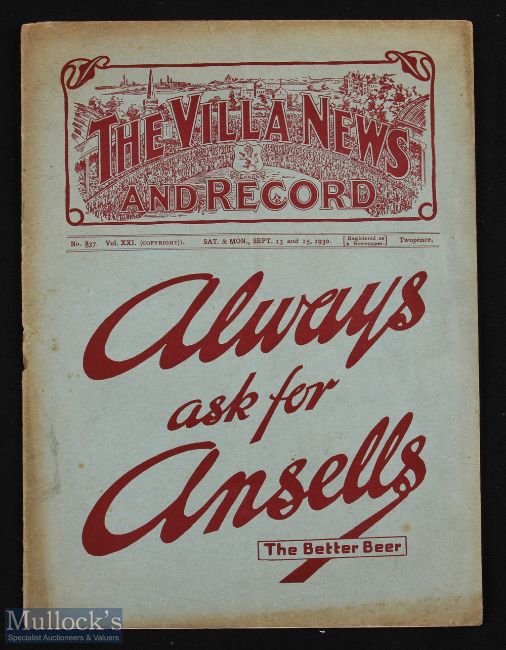 THE VILLA NEWS
AND RECORD
No. 837. Vol. XXI. (COPYRIGHT). SAT. & MON., SEPT. 13 and 15, 1930. Registered as a Newspaper. Twopence.
Always
ask for
Ansells
The Better Beer
Mullock's
Specialist Auctioneers & Valuers